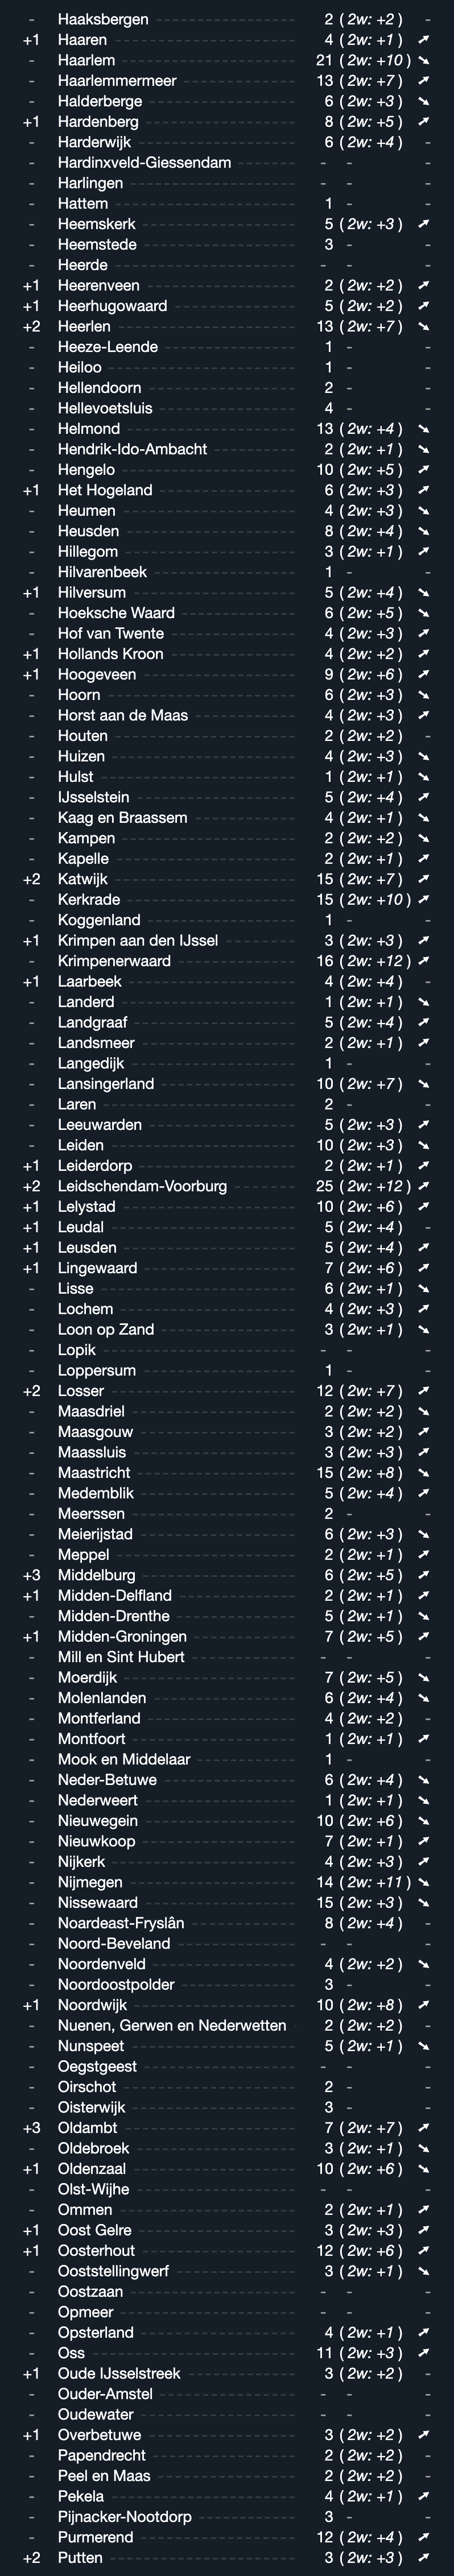 - Haaksbergen 2 (2w: +2) -
+1 Haaren 4 (2w: +1) ➚
- Haarlem 21 (2w: +10) ➘
- Haarlemmermeer 13 (2w: +7) ➚
- Halderberge 6 (2w: +3) ➘
+1 Hardenberg 8 (2w: +5) ➚
- Harderwijk 6 (2w: +4) -
- Hardinxveld-Giessendam - - -
- Harlingen - - -
- Hattem 1 - -
- Heemskerk 5 (2w: +3) ➚
- Heemstede 3 - -
- Heerde - - -
+1 Heerenveen 2 (2w: +2) ➚
+1 Heerhugowaard 5 (2w: +2) ➚
+2 Heerlen 13 (2w: +7) ➘
- Heeze-Leende 1 - -
- Heiloo 1 - -
- Hellendoorn 2 - -
- Hellevoetsluis 4 - -
- Helmond 13 (2w: +4) ➘
- Hendrik-Ido-Ambacht 2 (2w: +1) ➘
- Hengelo 10 (2w: +5) ➚
+1 Het Hogeland 6 (2w: +3) ➚
- Heumen 4 (2w: +3) ➘
- Heusden 8 (2w: +4) ➘
- Hillegom 3 (2w: +1) ➚
- Hilvarenbeek 1 - -
+1 Hilversum 5 (2w: +4) ➘
- Hoeksche Waard 6 (2w: +5) ➘
- Hof van Twente 4 (2w: +3) ➚
+1 Hollands Kroon 4 (2w: +2) ➚
+1 Hoogeveen 9 (2w: +6) ➚
- Hoorn 6 (2w: +3) ➘
- Horst aan de Maas 4 (2w: +3) ➚
- Houten 2 (2w: +2) -
- Huizen 4 (2w: +3) ➘
- Hulst 1 (2w: +1) ➘
- IJsselstein 5 (2w: +4) ➚
- Kaag en Braassem 4 (2w: +1) ➘
- Kampen 2 (2w: +2) ➘
- Kapelle 2 (2w: +1) ➚
+2 Katwijk 15 (2w: +7) ➚
- Kerkrade 15 (2w: +10) ➚
- Koggenland 1 - -
+1 Krimpen aan den IJssel 3 (2w: +3) ➚
- Krimpenerwaard 16 (2w: +12) ➚
+1 Laarbeek 4 (2w: +4) -
- Landerd 1 (2w: +1) ➘
- Landgraaf 5 (2w: +4) ➚
- Landsmeer 2 (2w: +1) ➚
- Langedijk 1 - -
- Lansingerland 10 (2w: +7) ➘
- Laren 2 - -
- Leeuwarden 5 (2w: +3) ➚
- Leiden 10 (2w: +3) ➘
+1 Leiderdorp 2 (2w: +1) ➚
+2 Leidschendam-Voorburg 25 (2w: +12) ➚
+1 Lelystad 10 (2w: +6) ➚
+1 Leudal 5 (2w: +4) -
+1 Leusden 5 (2w: +4) ➚
+1 Lingewaard 7 (2w: +6) ➚
- Lisse 6 (2w: +1) ➘
- Lochem 4 (2w: +3) ➚
- Loon op Zand 3 (2w: +1) ➘
- Lopik - - -
- Loppersum 1 - -
+2 Losser 12 (2w: +7) ➚
- Maasdriel 2 (2w: +2) ➘
- Maasgouw 3 (2w: +2) ➚
- Maassluis 3 (2w: +3) ➚
- Maastricht 15 (2w: +8) ➘
- Medemblik 5 (2w: +4) ➚
- Meerssen 2 - -
- Meierijstad 6 (2w: +3) ➘
- Meppel 2 (2w: +1) ➚
+3 Middelburg 6 (2w: +5) ➚
+1 Midden-Delfland 2 (2w: +1) ➚
- Midden-Drenthe 5 (2w: +1) ➘
+1 Midden-Groningen 7 (2w: +5) ➚
- Mill en Sint Hubert - - -
- Moerdijk 7 (2w: +5) ➘
- Molenlanden 6 (2w: +4) ➘
- Montferland 4 (2w: +2) -
- Montfoort 1 (2w: +1) ➚
- Mook en Middelaar 1 - -
- Neder-Betuwe 6 (2w: +4) ➘
- Nederweert 1 (2w: +1) ➘
- Nieuwegein 10 (2w: +6) ➘
- Nieuwkoop 7 (2w: +1) ➚
- Nijkerk 4 (2w: +3) ➚
- Nijmegen 14 (2w: +11) ➘
- Nissewaard 15 (2w: +3) ➘
- Noardeast-Fryslân 8 (2w: +4) -
- Noord-Beveland - - -
- Noordenveld 4 (2w: +2) ➘
- Noordoostpolder 3 - -
+1 Noordwijk 10 (2w: +8) ➚
- Nuenen, Gerwen en Nederwetten 2 (2w: +2) -
- Nunspeet 5 (2w: +1) ➘
- Oegstgeest - - -
- Oirschot 2 - -
- Oisterwijk 3 - -
+3 Oldambt 7 (2w: +7) ➚
- Oldebroek 3 (2w: +1) ➘
+1 Oldenzaal 10 (2w: +6) ➘
- Olst-Wijhe - - -
- Ommen 2 (2w: +1) ➚
+1 Oost Gelre 3 (2w: +3) ➚
+1 Oosterhout 12 (2w: +6) ➚
- Ooststellingwerf 3 (2w: +1) ➘
- Oostzaan - - -
- Opmeer - - -
- Opsterland 4 (2w: +1) ➚
- Oss 11 (2w: +3) ➚
+1 Oude IJsselstreek 3 (2w: +2) -
- Ouder-Amstel - - -
- Oudewater - - -
+1 Overbetuwe 3 (2w: +2) ➚
- Papendrecht 2 (2w: +2) -
- Peel en Maas 2 (2w: +2) -
- Pekela 4 (2w: +1) ➚
- Pijnacker-Nootdorp 3 - -
- Purmerend 12 (2w: +4) ➚
+2 Putten 3 (2w: +3) ➚